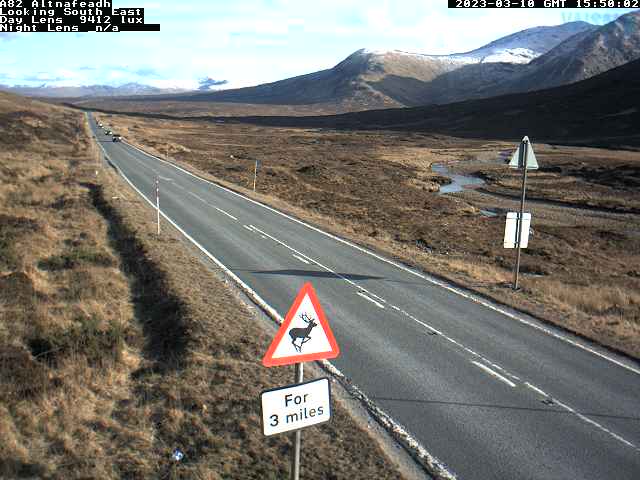 A82 Altnafeadh
2023-03-10 GMT 15:50:02
Looking South East
Day Lens 9412 lux
Night Lens n/a
For
3 miles